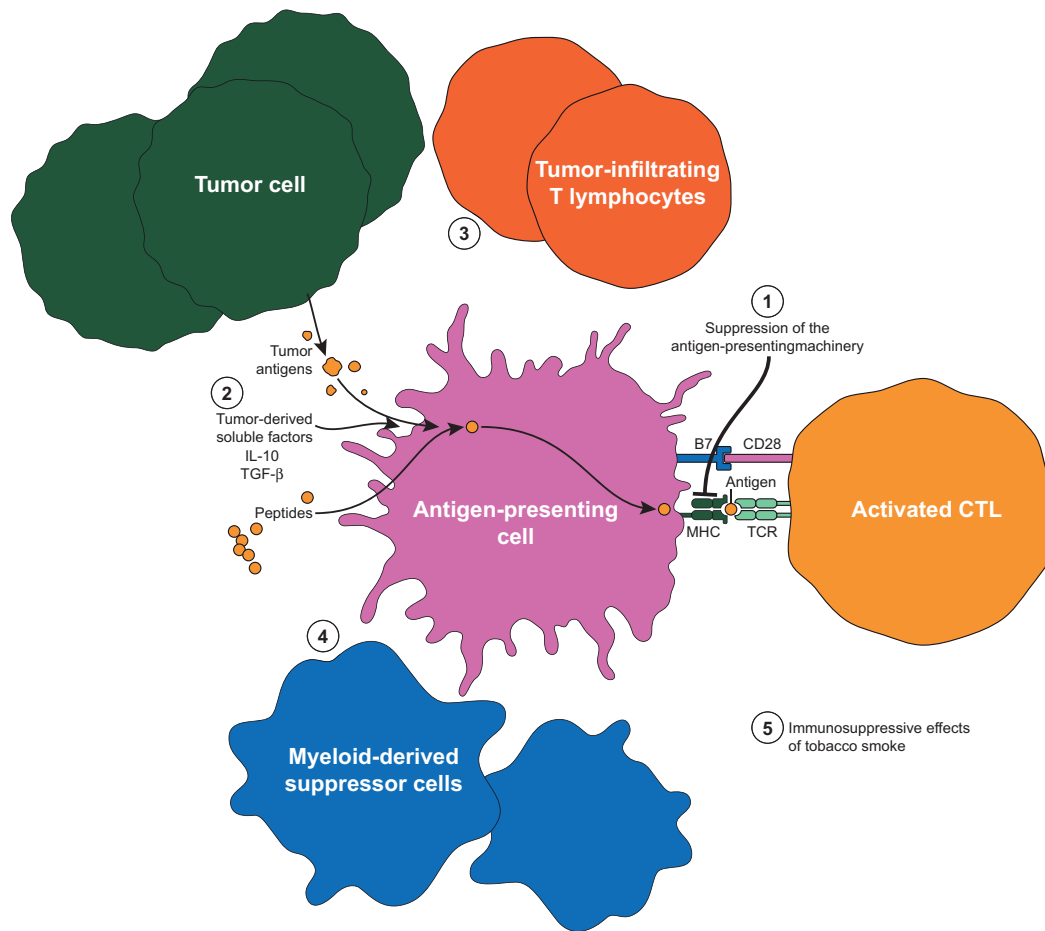 Tumor cell
Tumor-infiltrating
T lymphocytes
3
1
Suppression of the
antigen-presentingmachinery
Tumor
antigens
2
Tumor-derived
soluble factors
IL-10
TGF-β
Peptides
B7
CD28
Antigen
MHC
TCR
Antigen-presenting
cell
Activated CTL
4
Myeloid-derived
suppressor cells
5
Immunosuppressive effects
of tobacco smoke